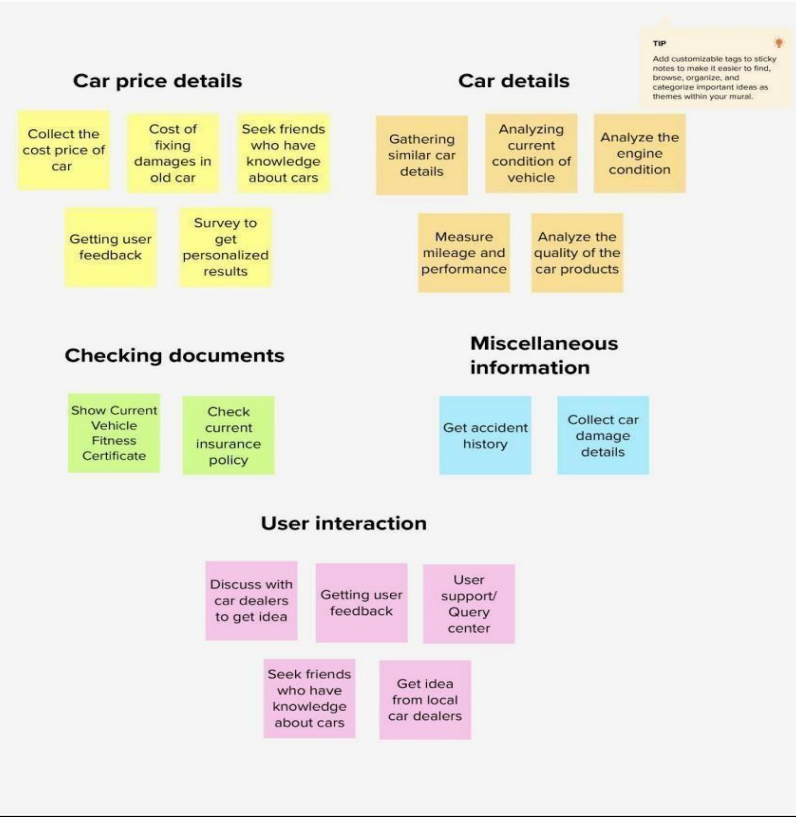 TIP
Add customizable tags to sticky
notes to make it easier to find,
browse, organize, and
categorize important ideas as
themes within your mural.
Car price details
Collect the
cost price of
car
Cost of
fixing
damages in
old car
Seek friends
who have
knowledge
about cars
Getting user
feedback
Survey to
get
personalized
results
Car details
Gathering
similar car
details
Analyzing
current
condition of
vehicle
Analyze the
engine
condition
Measure
mileage and
performance
Analyze the
quality of the
car products
Checking documents
Show Current
Vehicle
Fitness
Certificate
Check
current
insurance
policy
Miscellaneous
information
Get accident
history
Collect car
damage
details
User interaction
Discuss with
car dealers
to get idea
Getting user
feedback
User
support/
Query
center
Seek friends
who have
knowledge
about cars
Get idea
from local
car dealers